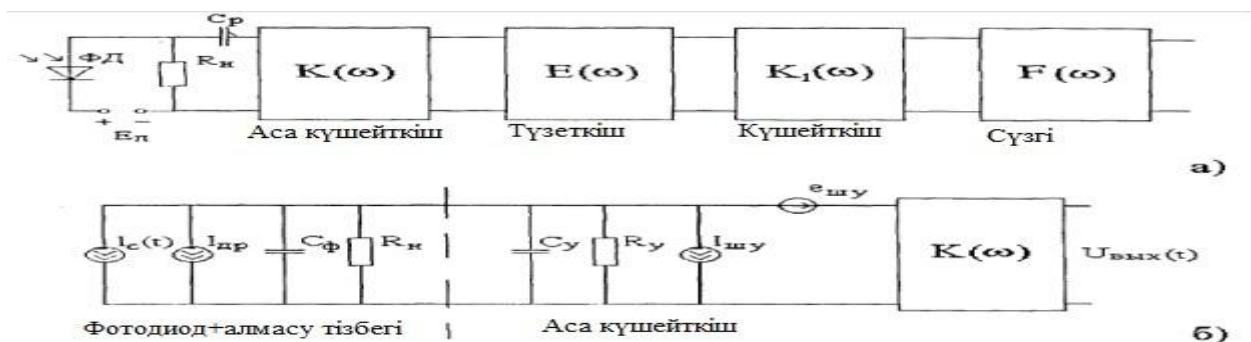 Cр
ФД
Rн
+ −
Eп
K(ω)
E(ω)
K₁(ω)
F(ω)
Аса күшейткіш
Түзеткіш
Күшейткіш
Сүзгі
а)
Iс(t)
Iдр
Cф
Rн
Cу
Rу
Iшу
eшу
K(ω)
Uвых(t)
Фотодиод+алмасу тізбегі
Аса күшейткіш
б)